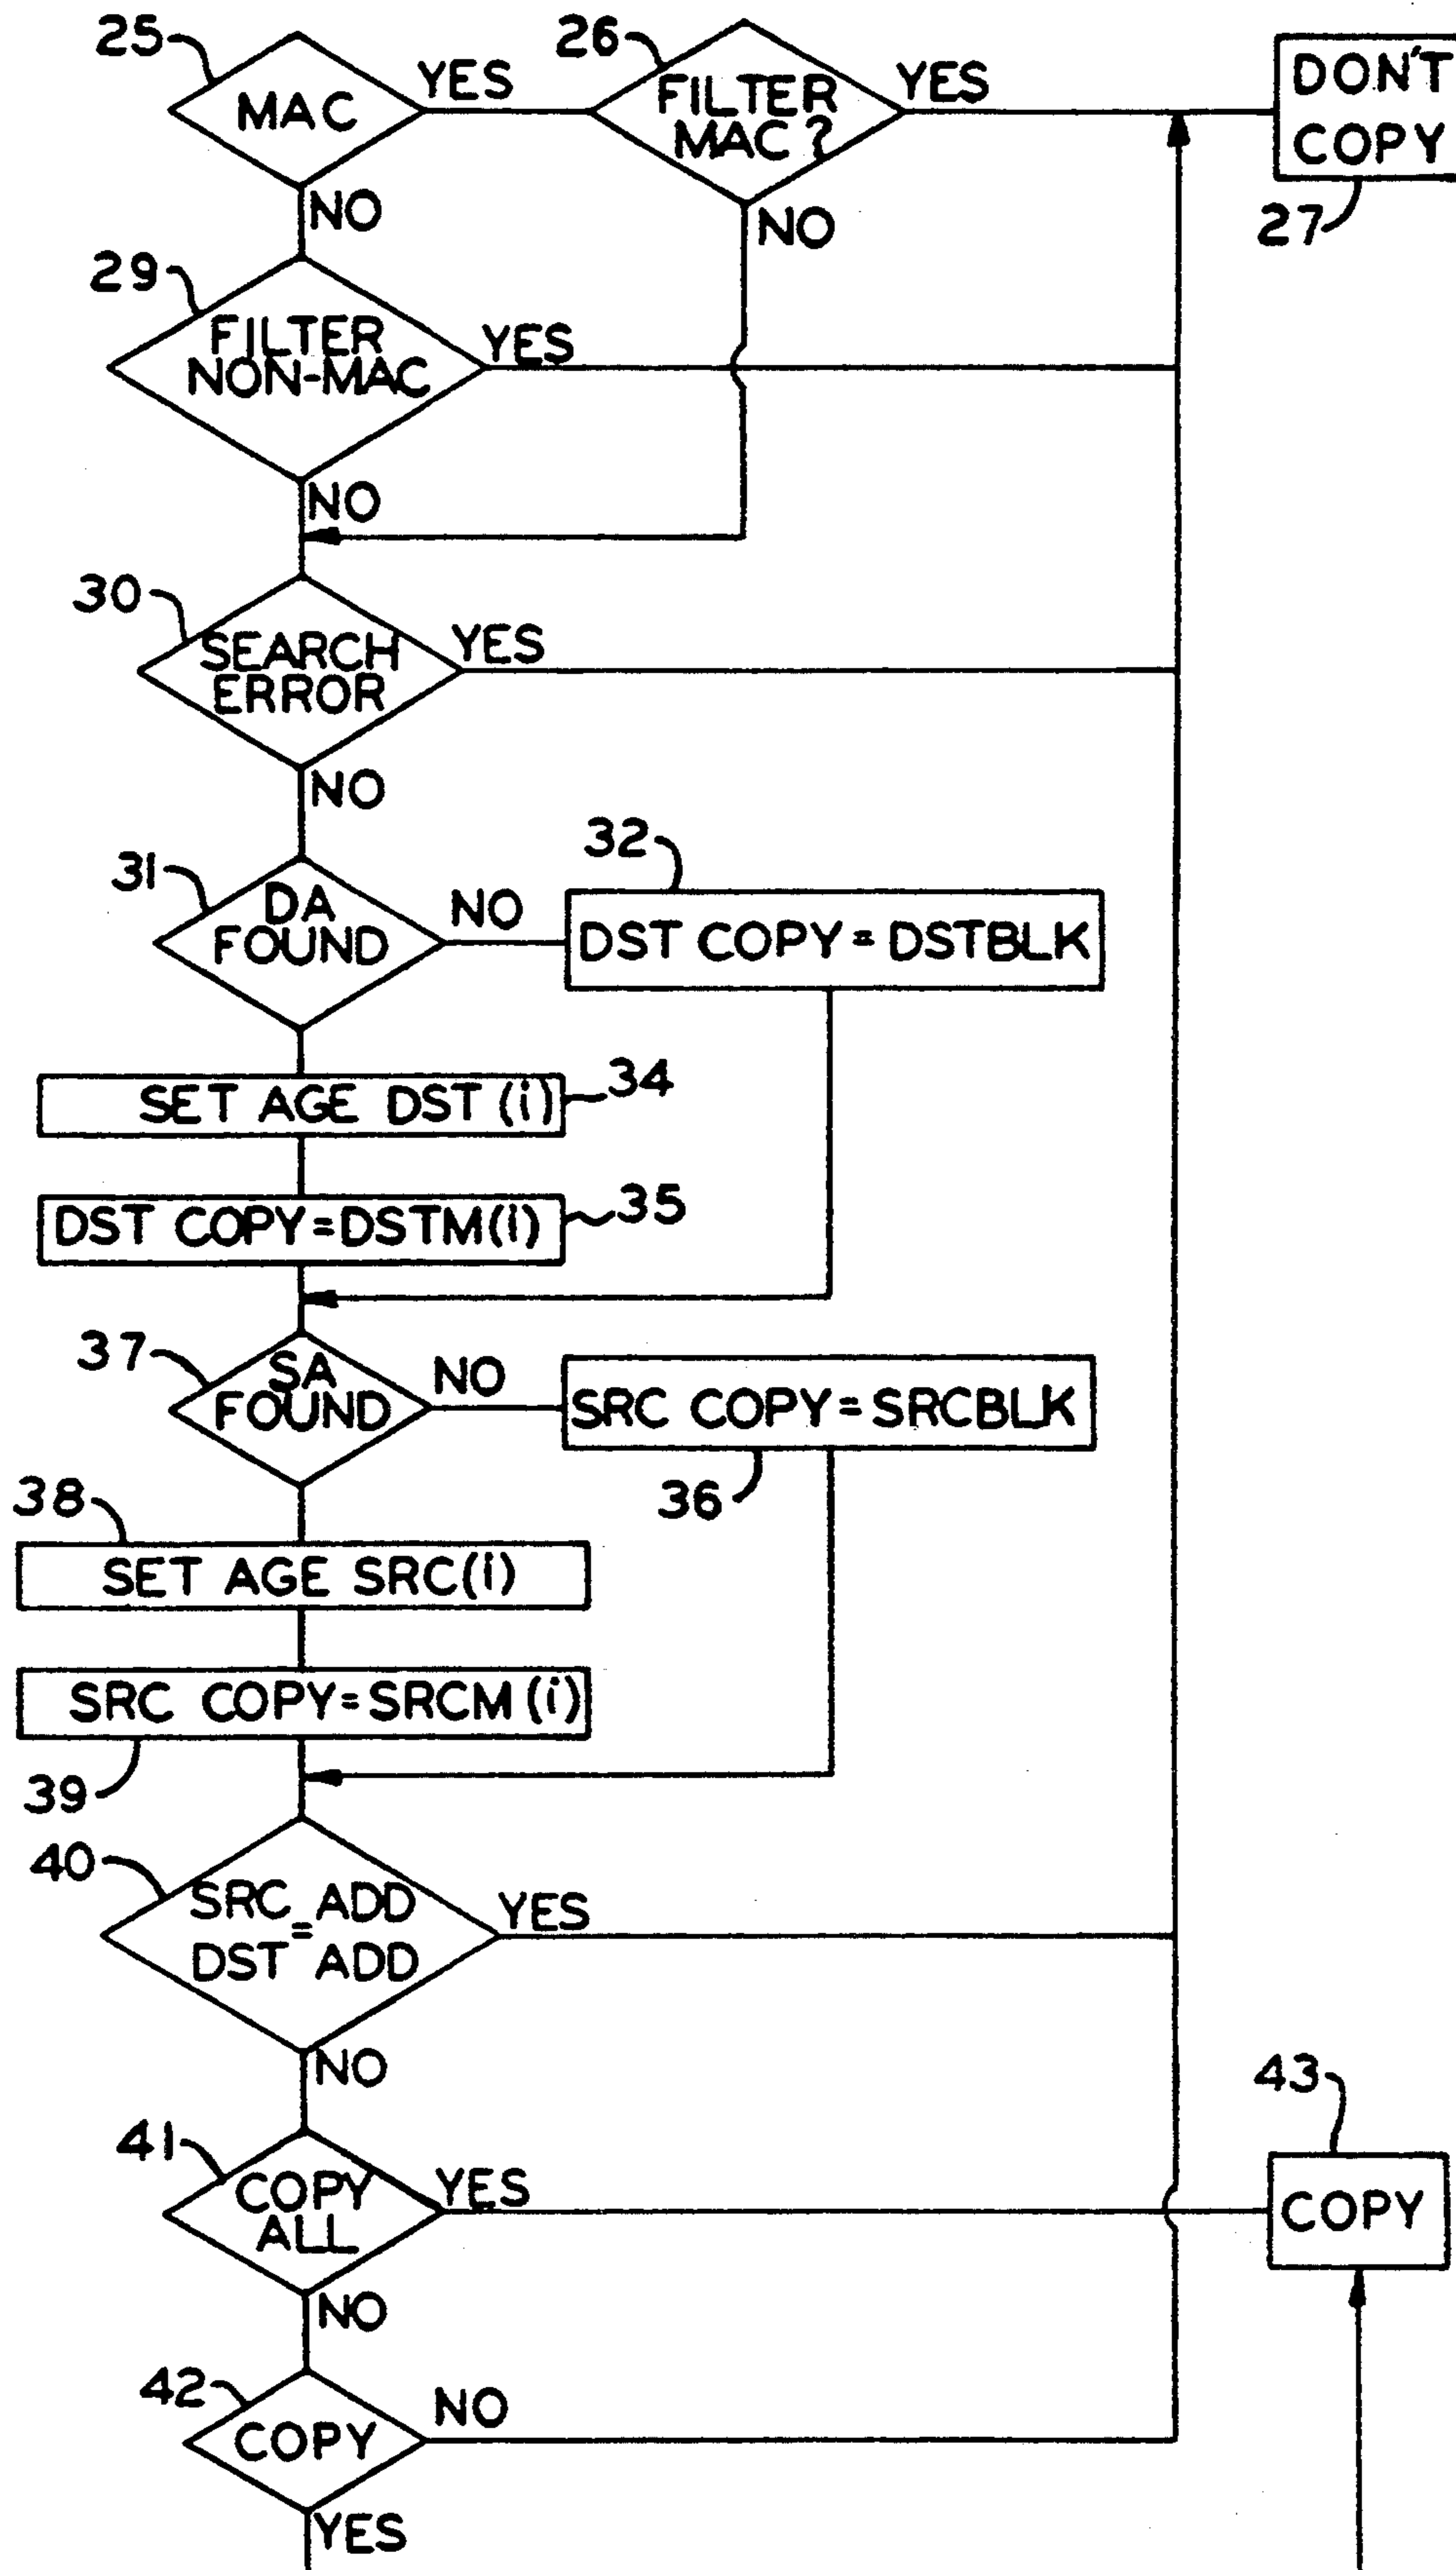 25
MAC
YES
26
FILTER
MAC?
YES
DON'T
COPY
27
NO
NO
29
FILTER
NON-MAC
YES
NO
30
SEARCH
ERROR
YES
NO
31
DA
FOUND
NO
32
DST COPY = DSTBLK
SET AGE DST (i)
34
DST COPY=DSTM(i)
35
37
SA
FOUND
NO
SRC COPY = SRCBLK
36
38
SET AGE SRC(i)
SRC COPY=SRCM (i)
39
40
SRC ADD
=
DST ADD
YES
NO
41
COPY
ALL
YES
43
COPY
NO
42
COPY
NO
YES